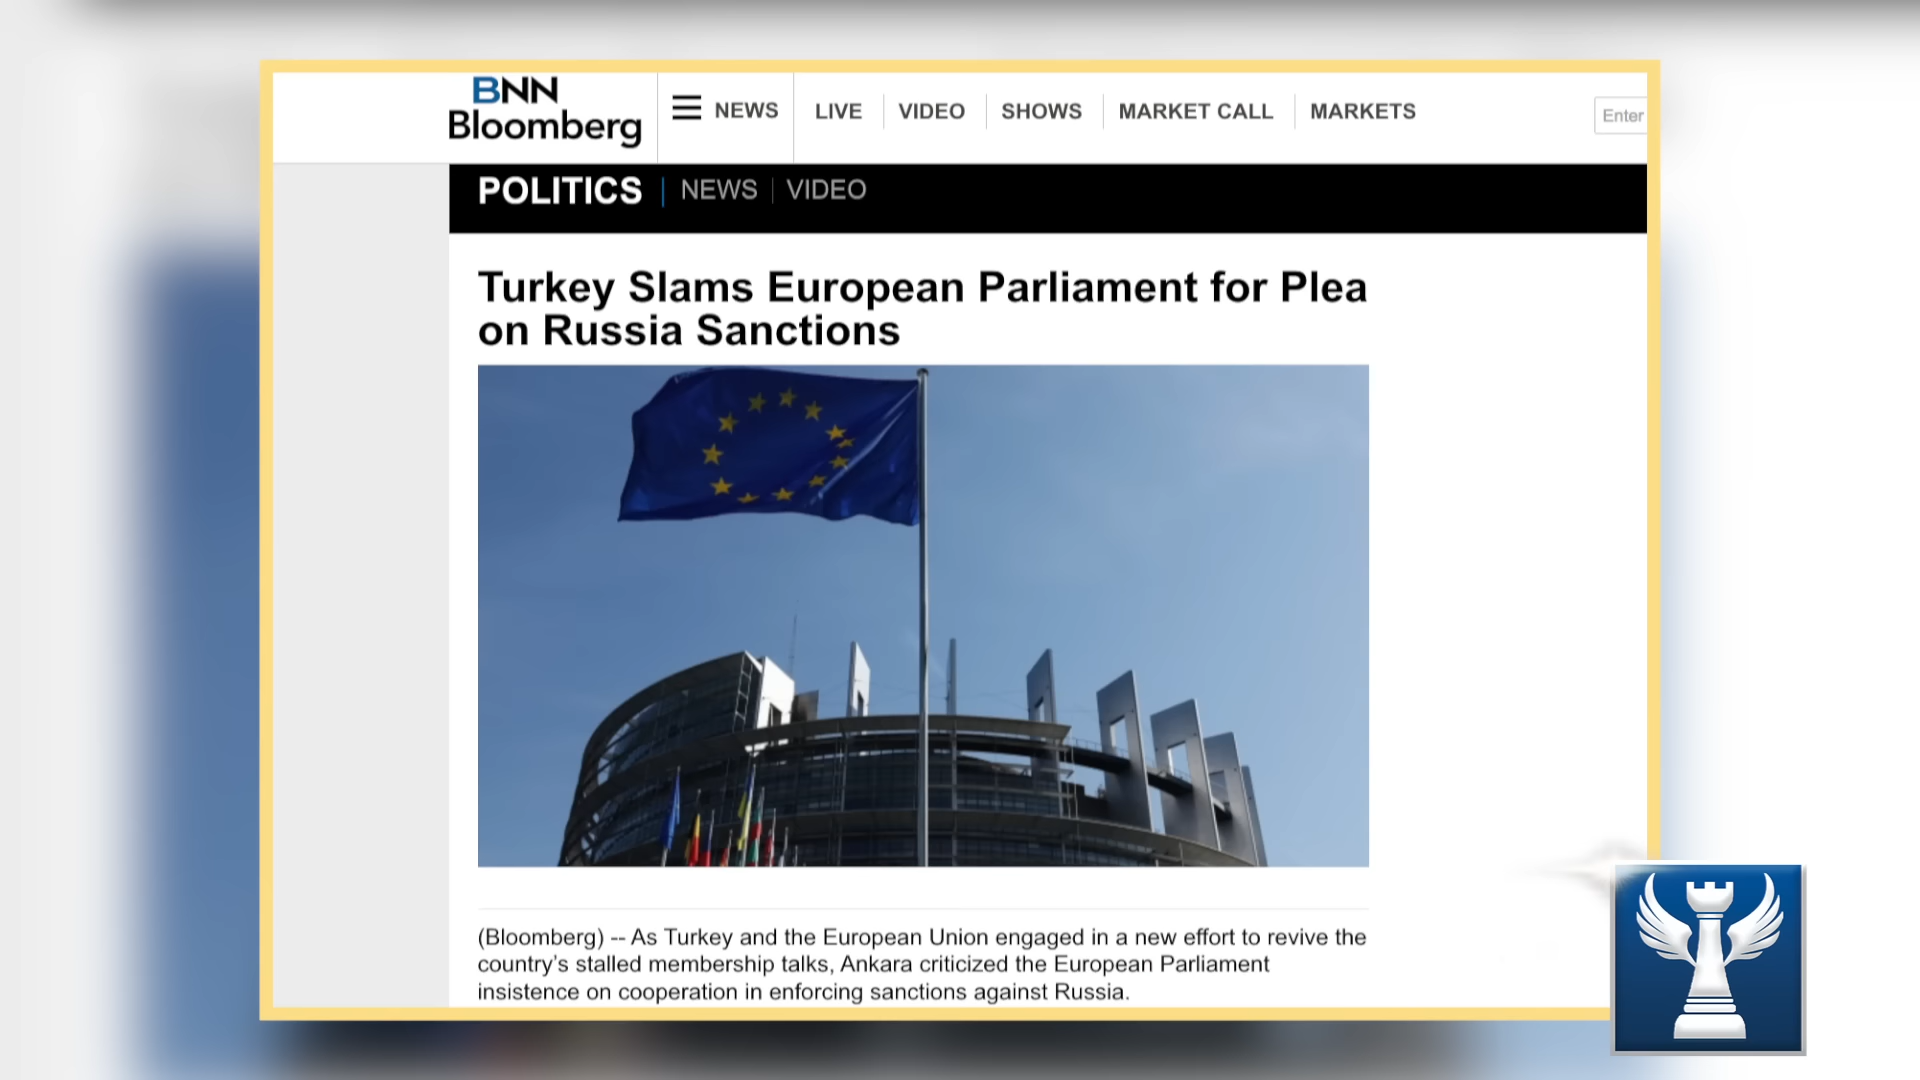 BNN
Bloomberg
NEWS
LIVE
VIDEO
SHOWS
MARKET CALL
MARKETS
Enter
POLITICS
NEWS
VIDEO
Turkey Slams European Parliament for Plea
on Russia Sanctions
(Bloomberg) -- As Turkey and the European Union engaged in a new effort to revive the
country’s stalled membership talks, Ankara criticized the European Parliament
insistence on cooperation in enforcing sanctions against Russia.